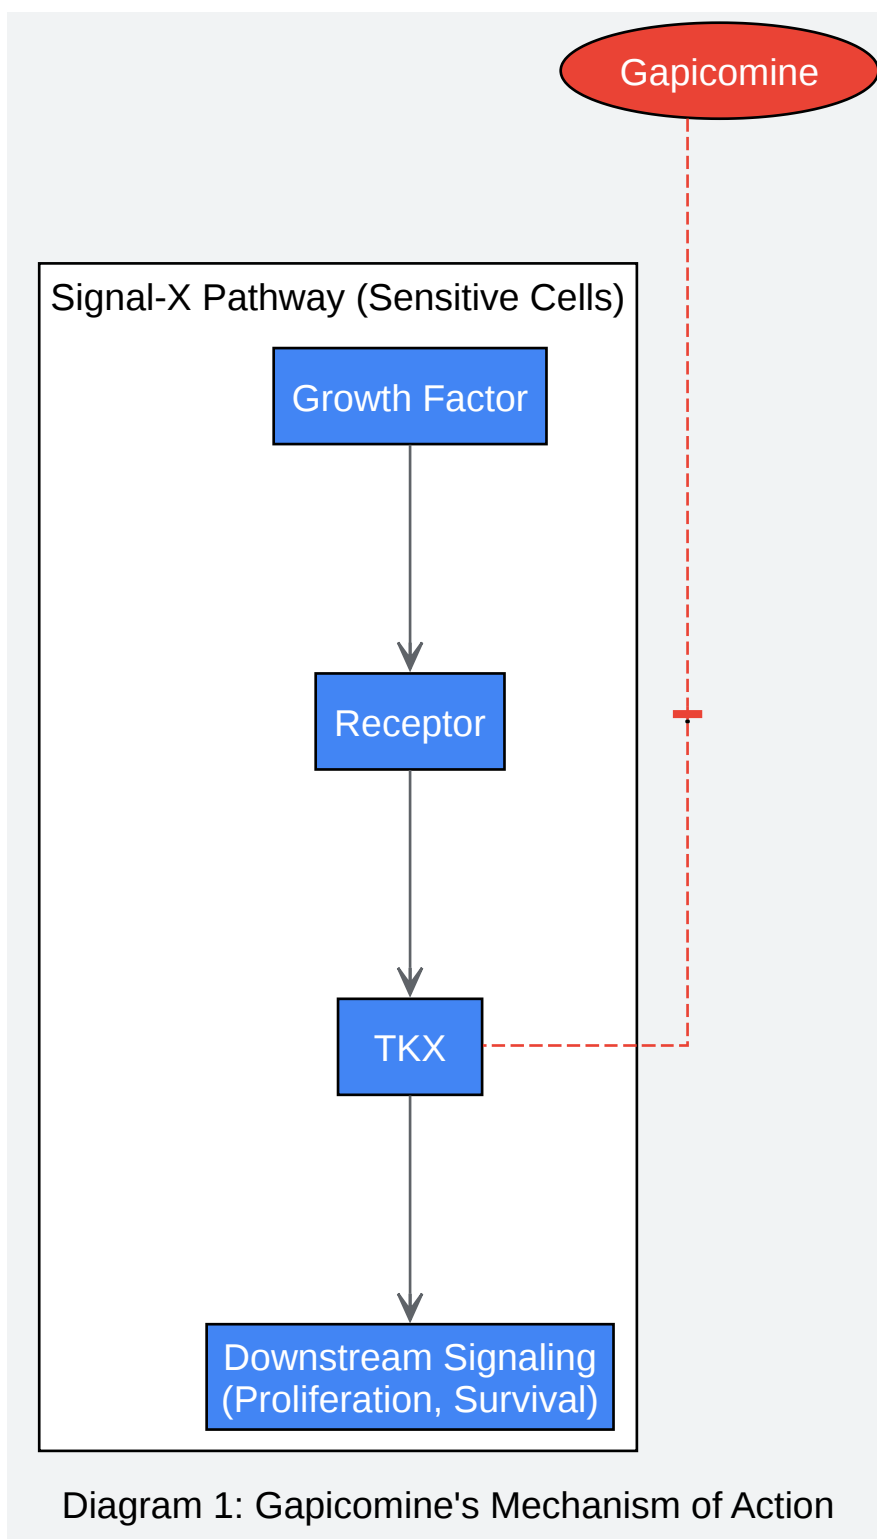 Gapicomine
Signal-X Pathway (Sensitive Cells)
Growth Factor
Receptor
TKX
Downstream Signaling
(Proliferation, Survival)
Diagram 1: Gapicomine's Mechanism of Action